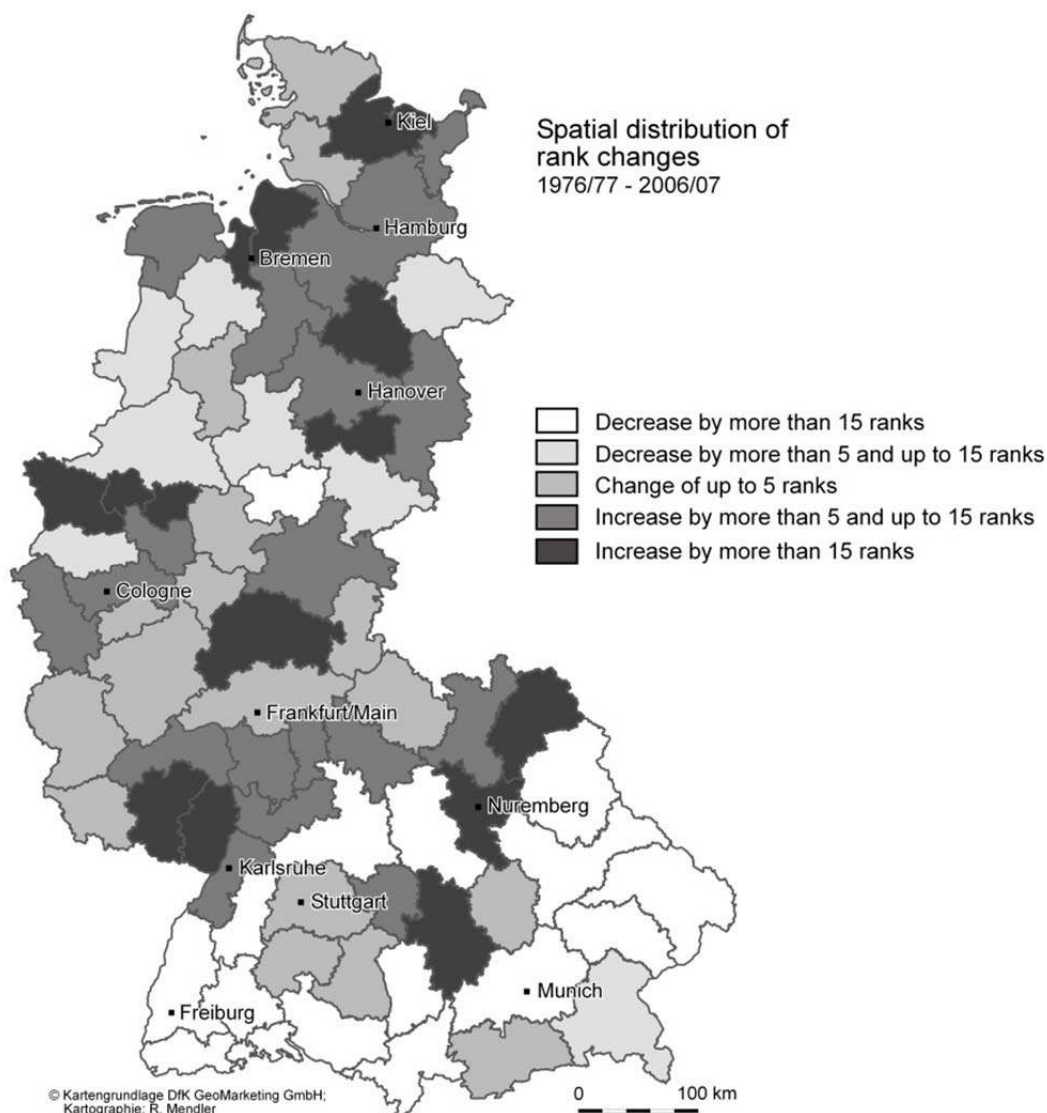 Kiel
Spatial distribution of
rank changes
1976/77 - 2006/07
Hamburg
Bremen
Hanover
Decrease by more than 15 ranks
Decrease by more than 5 and up to 15 ranks
Change of up to 5 ranks
Increase by more than 5 and up to 15 ranks
Increase by more than 15 ranks
Cologne
Frankfurt/Main
Nuremberg
Karlsruhe
Stuttgart
Munich
Freiburg
© Kartengrundlage DfK GeoMarketing GmbH;
Kartographie: R. Mendler
0 100 km